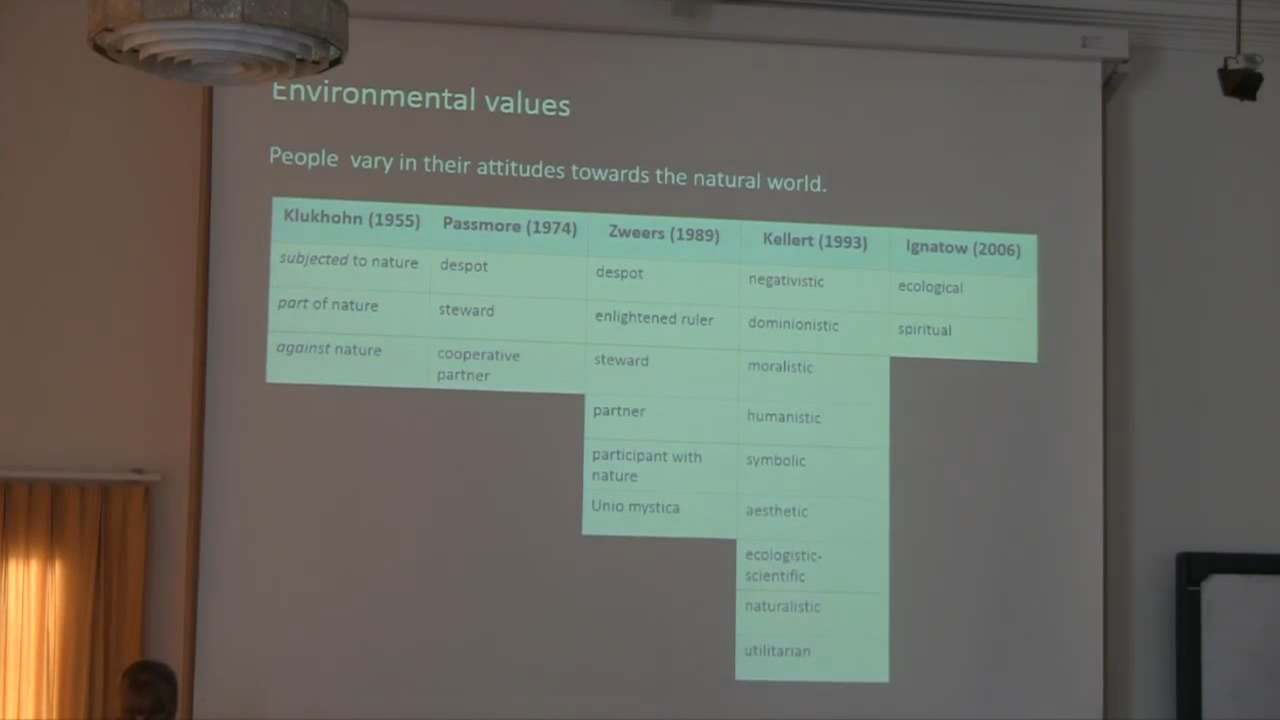 Environmental values
People vary in their attitudes towards the natural world.
Klukhohn (1955) Passmore (1974) Zweers (1989) Kellert (1993) Ignatow (2006)
subjected to nature despot despot negativistic ecological
part of nature steward enlightened ruler dominionistic spiritual
against nature cooperative partner steward moralistic
partner humanistic
participant with nature symbolic
Unio mystica aesthetic
ecologistic-scientific
naturalistic
utilitarian